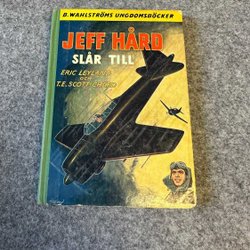 B. WAHLSTRÖMS UNGDOMSBÖCKER
JEFF HÅRD
SLÅR TILL
ERIC LEYLAND
OCH
T.E. SCOTT CHARD